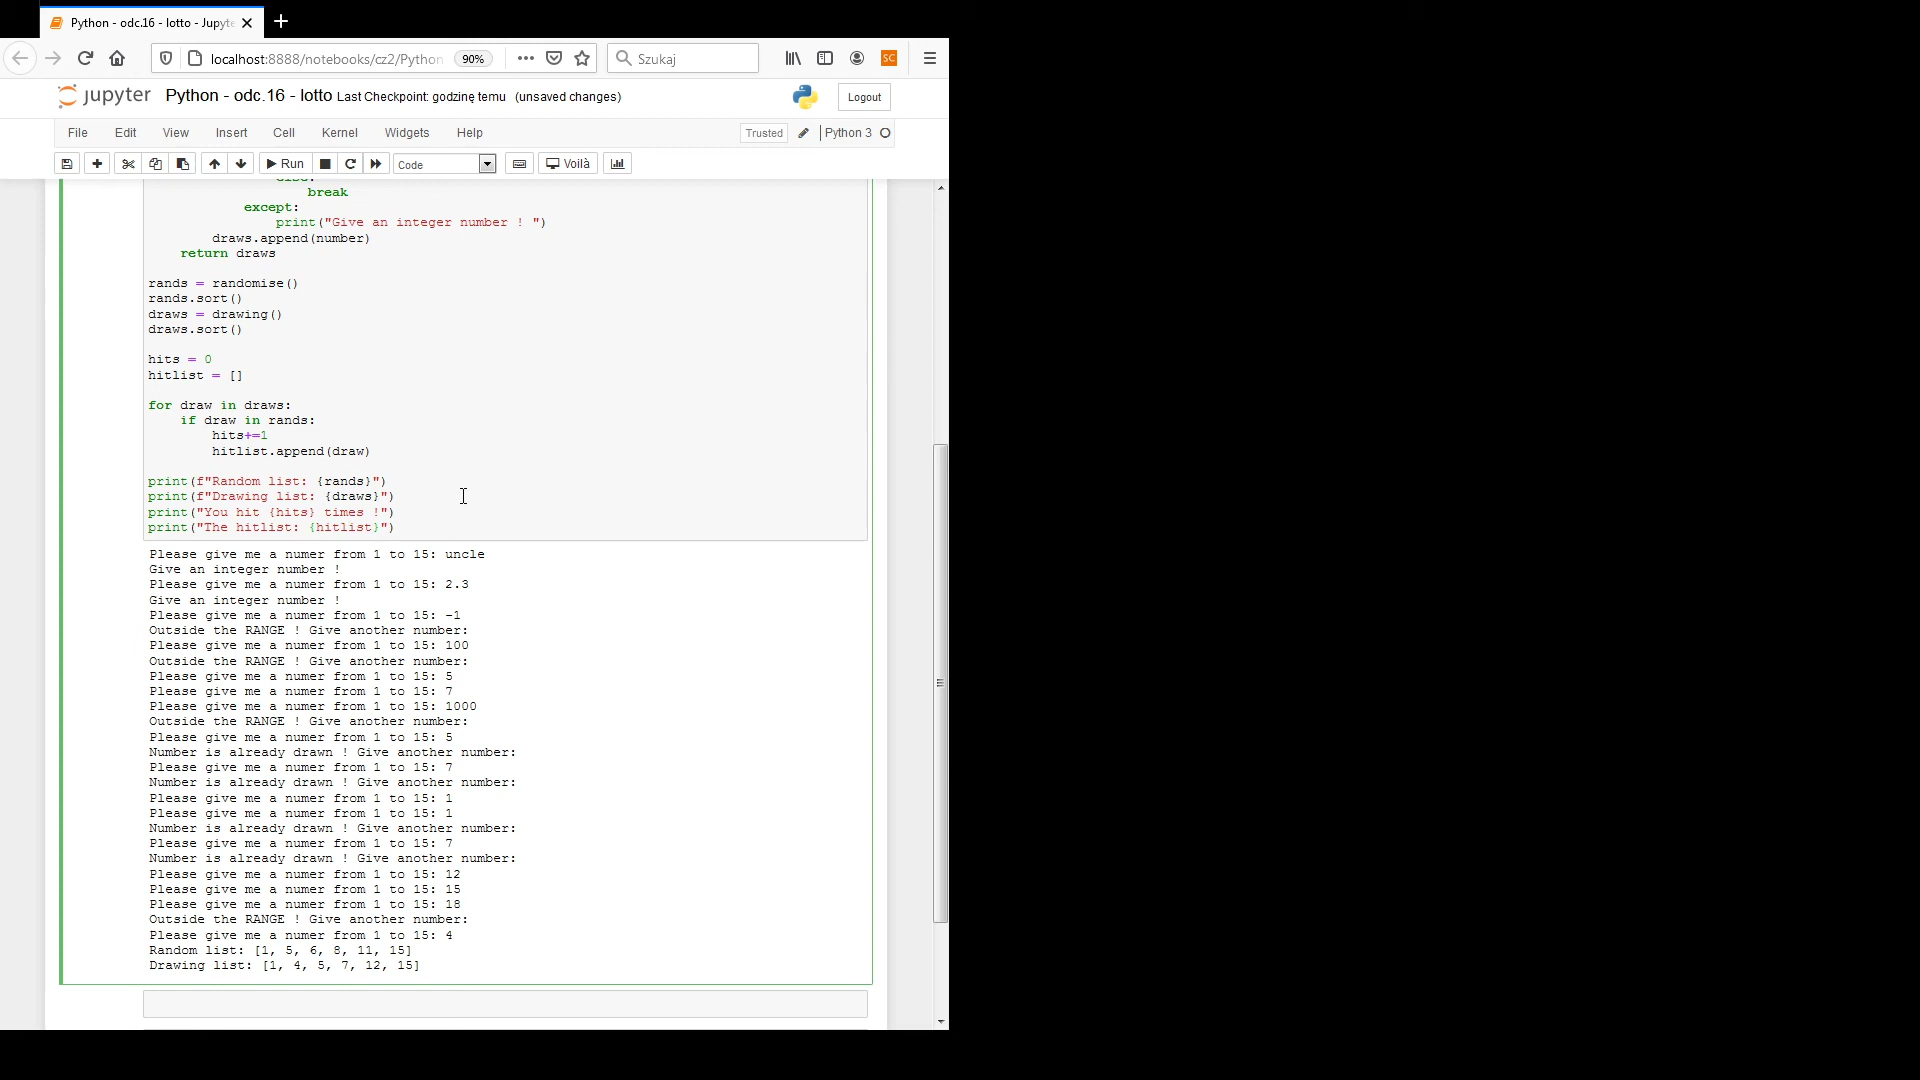 Python - odc.16 - lotto - Jupyte
localhost:8888/notebooks/cz2/Python
90%
Szukaj
SC
jupyter
Python - odc.16 - lotto
Last Checkpoint: godzinę temu
(unsaved changes)
Logout
File
Edit
View
Insert
Cell
Kernel
Widgets
Help
Trusted
Python 3
Run
Code
Voilà
else:
break
except:
print("Give an integer number ! ")
draws.append(number)
return draws
rands = randomise()
rands.sort()
draws = drawing()
draws.sort()
hits = 0
hitlist = []
for draw in draws:
if draw in rands:
hits+=1
hitlist.append(draw)
print(f"Random list: {rands}")
print(f"Drawing list: {draws}")
print("You hit {hits} times !")
print("The hitlist: {hitlist}")
Please give me a numer from 1 to 15: uncle
Give an integer number !
Please give me a numer from 1 to 15: 2.3
Give an integer number !
Please give me a numer from 1 to 15: -1
Outside the RANGE ! Give another number:
Please give me a numer from 1 to 15: 100
Outside the RANGE ! Give another number:
Please give me a numer from 1 to 15: 5
Please give me a numer from 1 to 15: 7
Please give me a numer from 1 to 15: 1000
Outside the RANGE ! Give another number:
Please give me a numer from 1 to 15: 5
Number is already drawn ! Give another number:
Please give me a numer from 1 to 15: 7
Number is already drawn ! Give another number:
Please give me a numer from 1 to 15: 1
Please give me a numer from 1 to 15: 1
Number is already drawn ! Give another number:
Please give me a numer from 1 to 15: 7
Number is already drawn ! Give another number:
Please give me a numer from 1 to 15: 12
Please give me a numer from 1 to 15: 15
Please give me a numer from 1 to 15: 18
Outside the RANGE ! Give another number:
Please give me a numer from 1 to 15: 4
Random list: [1, 5, 6, 8, 11, 15]
Drawing list: [1, 4, 5, 7, 12, 15]